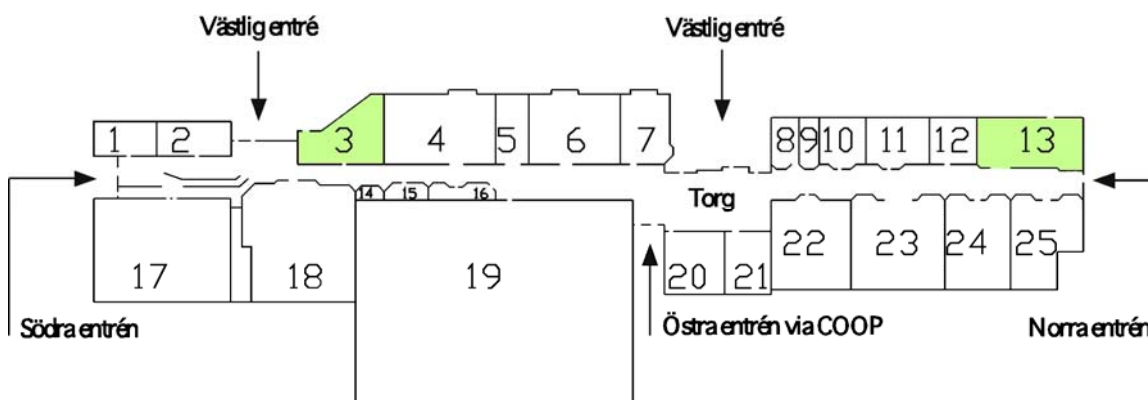 Västlig entré Västlig entré
1 2 3 4 5 6 7 8 9 10 11 12 13
14 15 16 Torg
17 18 19 20 21 22 23 24 25
Södra entrén Östra entrén via COOP Norra entrén